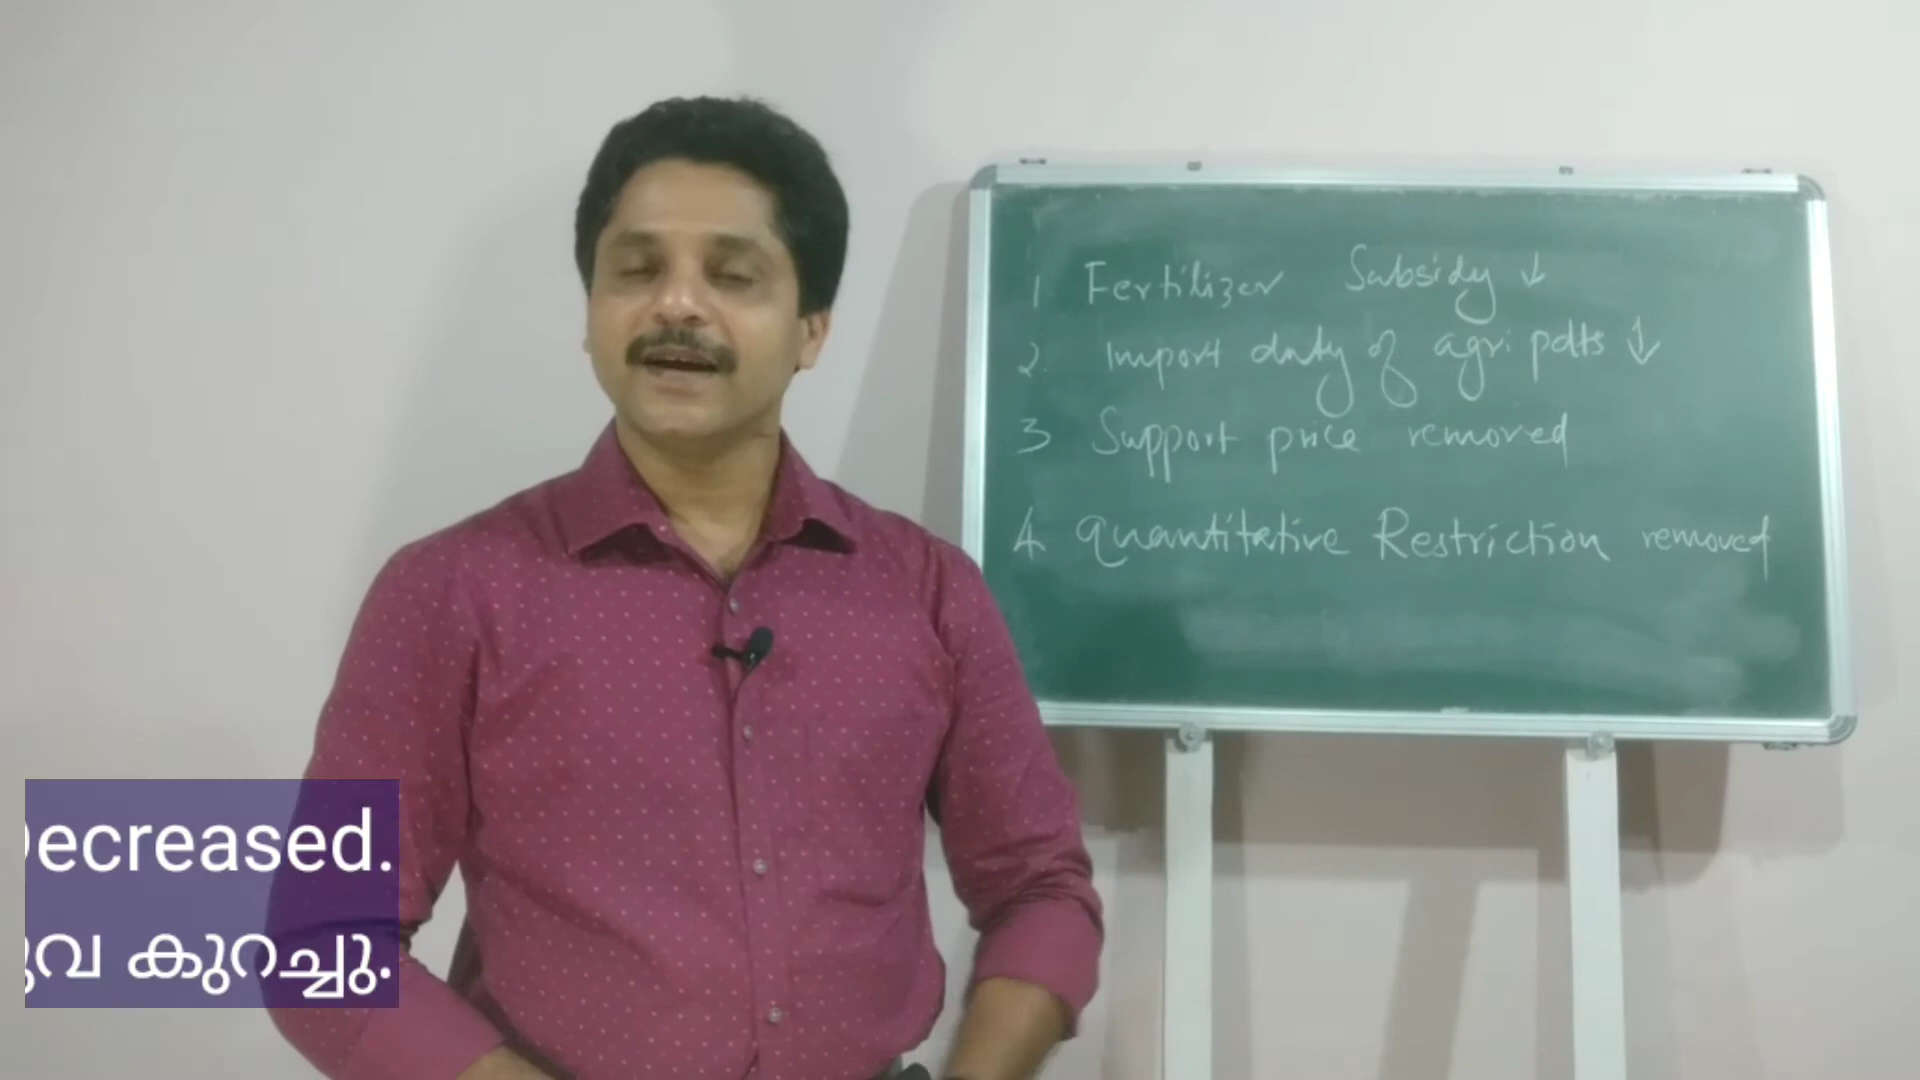 1. Fertilizer Subsidy ↓
2. Import duty of agri pdts ↓
3 Support price removed
4 Quantitative Restriction removed
ecreased.
ുവ കുറച്ചു.